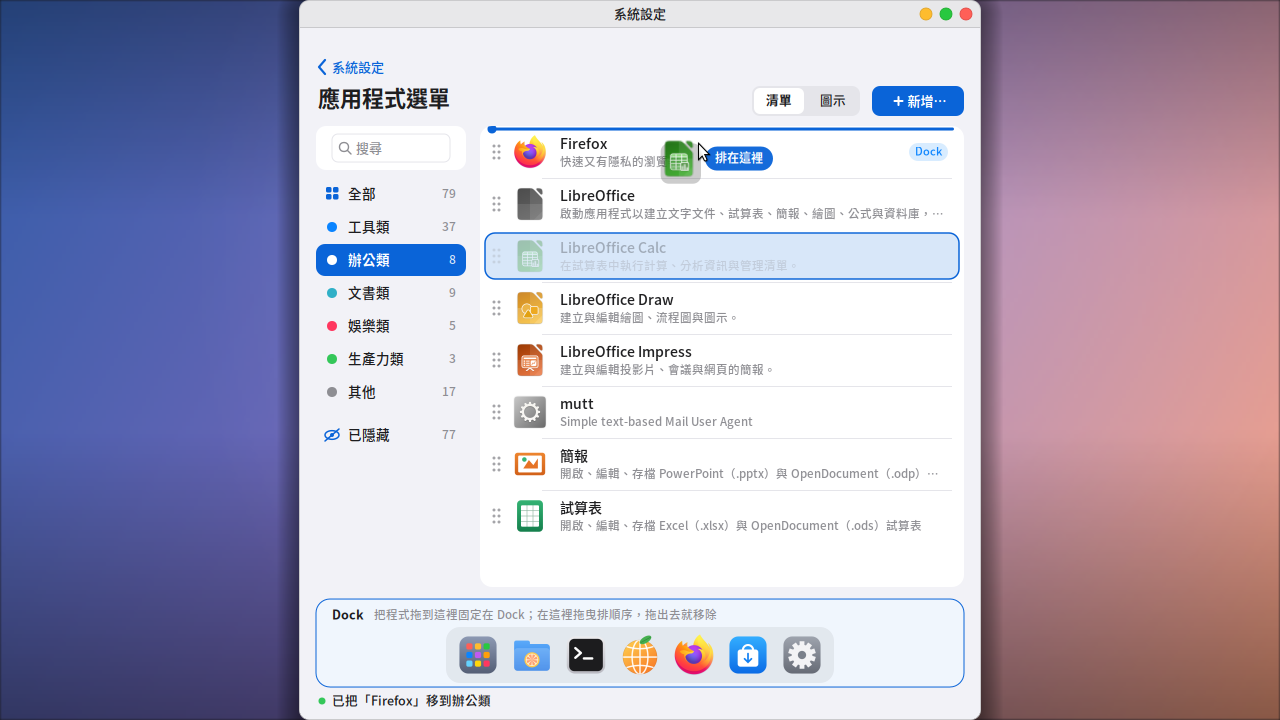 系統設定
系統設定
應用程式選單
清單
圖示
新增…
搜尋
全部 79
工具類 37
辦公類 8
文書類 9
娛樂類 5
生產力類 3
其他 17
已隱藏 77
Firefox
快速又有隱私的瀏覽
排在這裡
Dock
LibreOffice
啟動應用程式以建立文字文件、試算表、簡報、繪圖、公式與資料庫，…
LibreOffice Calc
在試算表中執行計算、分析資訊與管理清單。
LibreOffice Draw
建立與編輯繪圖、流程圖與圖示。
LibreOffice Impress
建立與編輯投影片、會議與網頁的簡報。
mutt
Simple text-based Mail User Agent
簡報
開啟、編輯、存檔 PowerPoint（.pptx）與 OpenDocument（.odp）…
試算表
開啟、編輯、存檔 Excel（.xlsx）與 OpenDocument（.ods）試算表
Dock 把程式拖到這裡固定在 Dock；在這裡拖曳排順序，拖出去就移除
已把「Firefox」移到辦公類